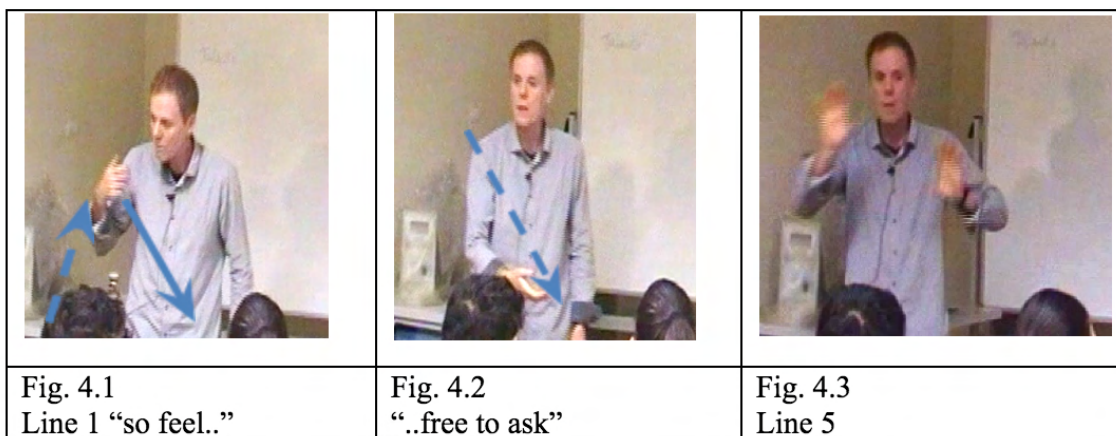 Fig. 4.1
Line 1 “so feel..”
Fig. 4.2
“..free to ask”
Fig. 4.3
Line 5